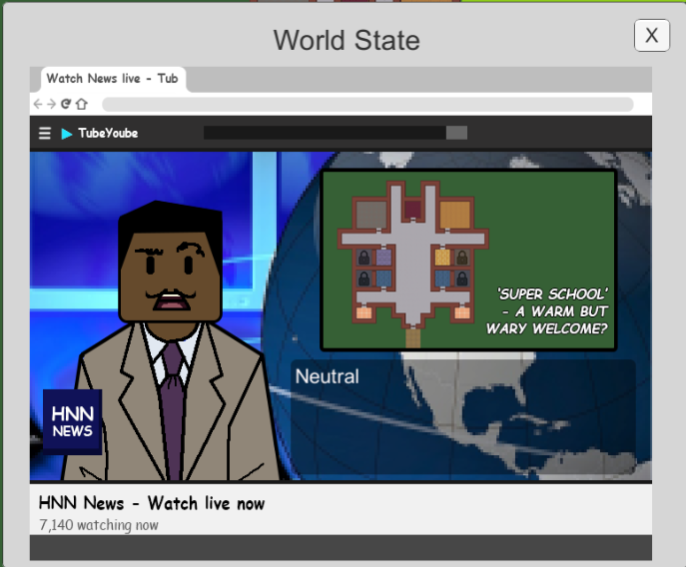 World State
X
Watch News live - Tub
TubeYoube
'SUPER SCHOOL'
- A WARM BUT
WARY WELCOME?
Neutral
HNN
NEWS
HNN News - Watch live now
7,140 watching now